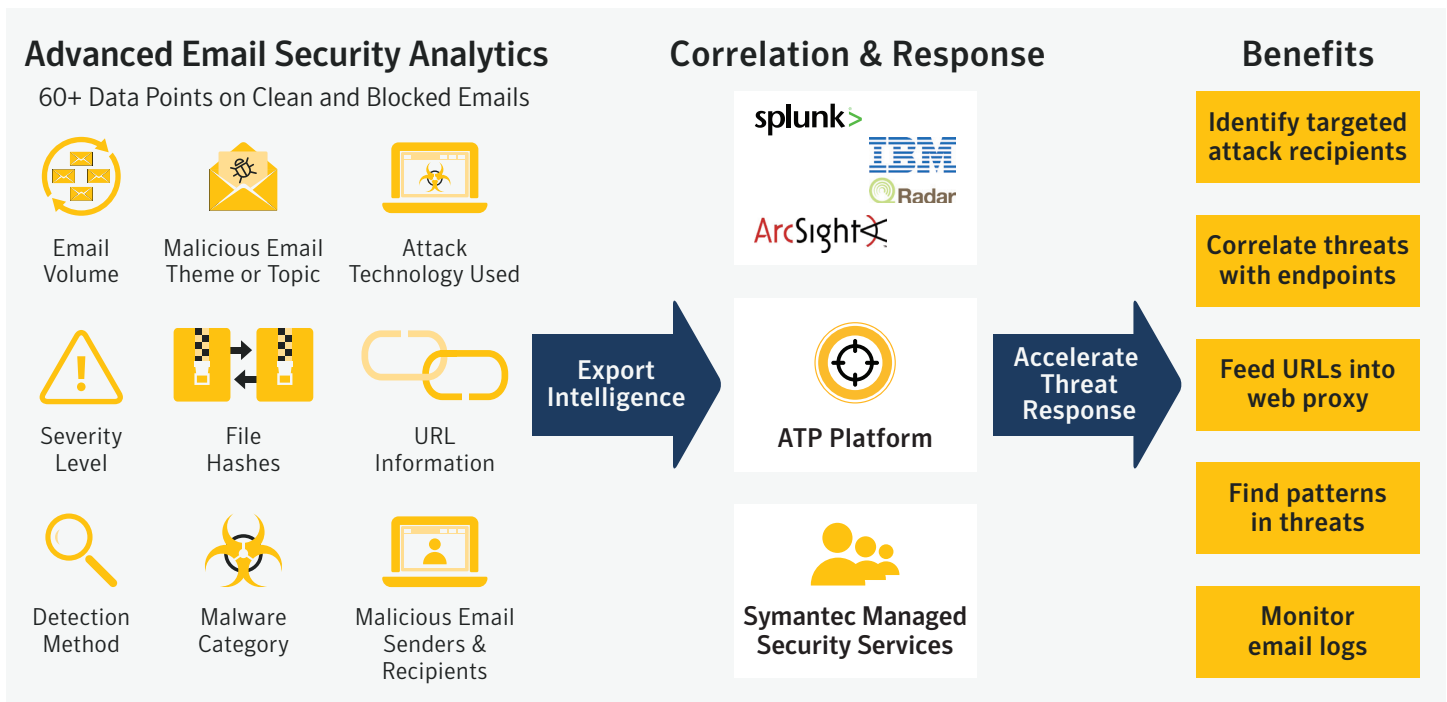 Advanced Email Security Analytics
60+ Data Points on Clean and Blocked Emails
Email
Volume
Malicious Email
Theme or Topic
Attack
Technology Used
Severity
Level
File
Hashes
URL
Information
Detection
Method
Malware
Category
Malicious Email
Senders &
Recipients
Export
Intelligence
Correlation & Response
splunk>
IBM
QRadar
ArcSight
ATP Platform
Symantec Managed
Security Services
Accelerate
Threat
Response
Benefits
Identify targeted
attack recipients
Correlate threats
with endpoints
Feed URLs into
web proxy
Find patterns
in threats
Monitor
email logs